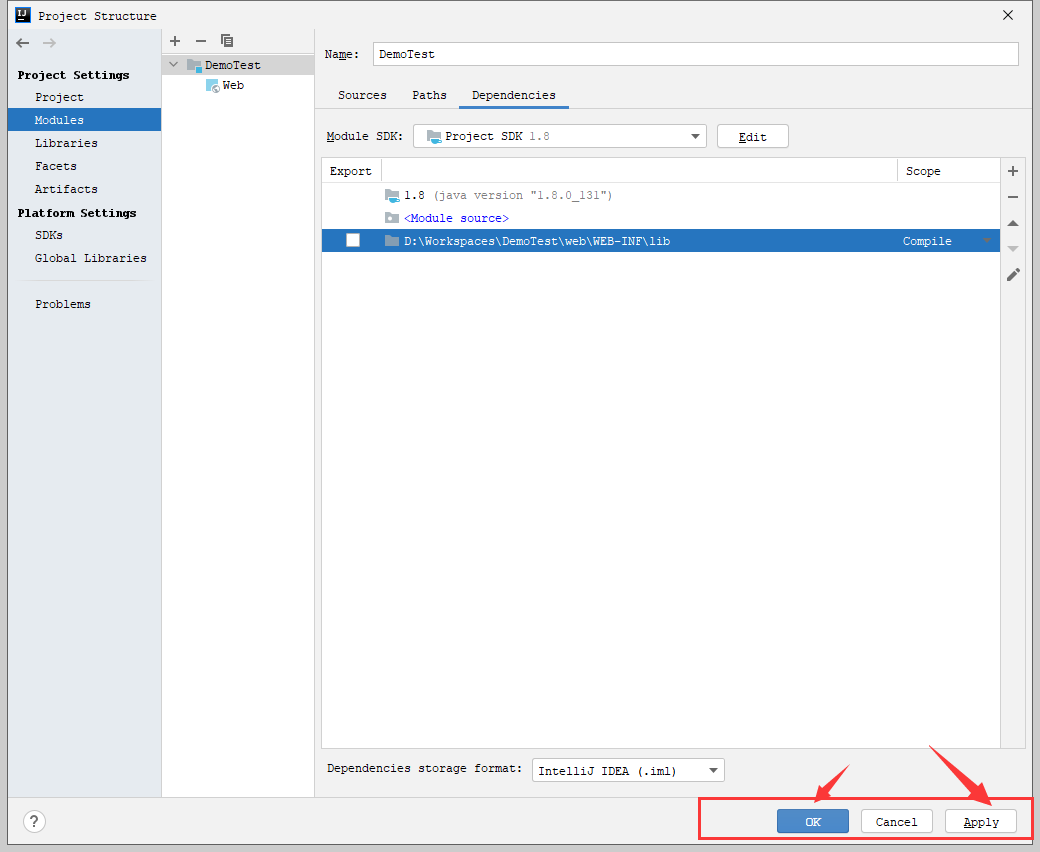 Project Structure
Project Settings
Project
Modules
Libraries
Facets
Artifacts
Platform Settings
SDKs
Global Libraries
Problems
DemoTest
Web
Name: DemoTest
Sources Paths Dependencies
Module SDK: Project SDK 1.8 Edit
Export Scope
1.8 (java version "1.8.0_131")
<Module source>
D:\Workspaces\DemoTest\web\WEB-INF\lib Compile
Dependencies storage format: IntelliJ IDEA (.iml)
? OK Cancel Apply